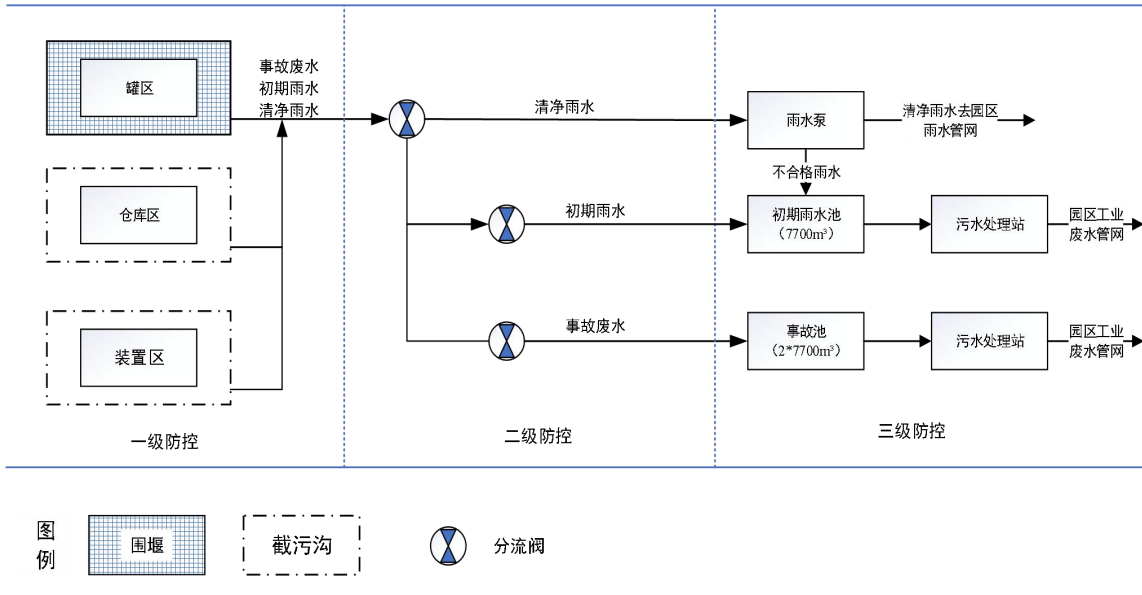 罐区
事故废水
初期雨水
清净雨水
清净雨水
雨水泵
清净雨水去园区
雨水管网
不合格雨水
仓库区
初期雨水
初期雨水池
（7700m³）
污水处理站
园区工业
废水管网
装置区
事故废水
事故池
（2*7700m³）
污水处理站
园区工业
废水管网
一级防控
二级防控
三级防控
图
例
围堰
截污沟
分流阀